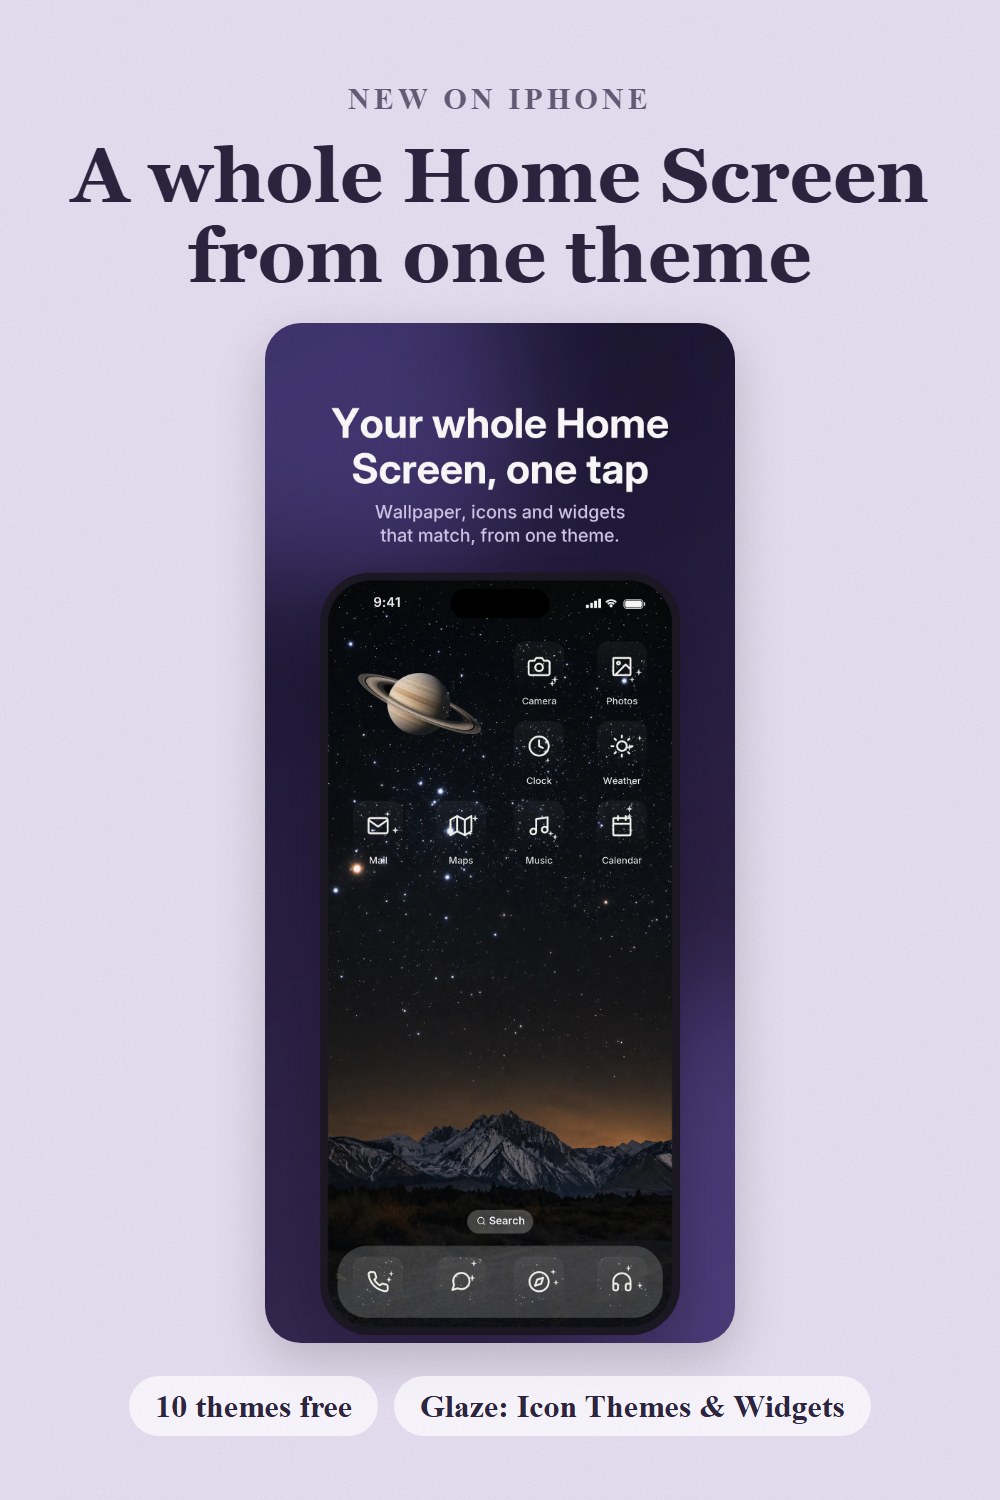 NEW ON IPHONE
A whole Home Screen
from one theme
Your whole Home
Screen, one tap
Wallpaper, icons and widgets
that match, from one theme.
9:41
Camera
Photos
Clock
Weather
Mail
Maps
Music
Calendar
Search
10 themes free
Glaze: Icon Themes & Widgets